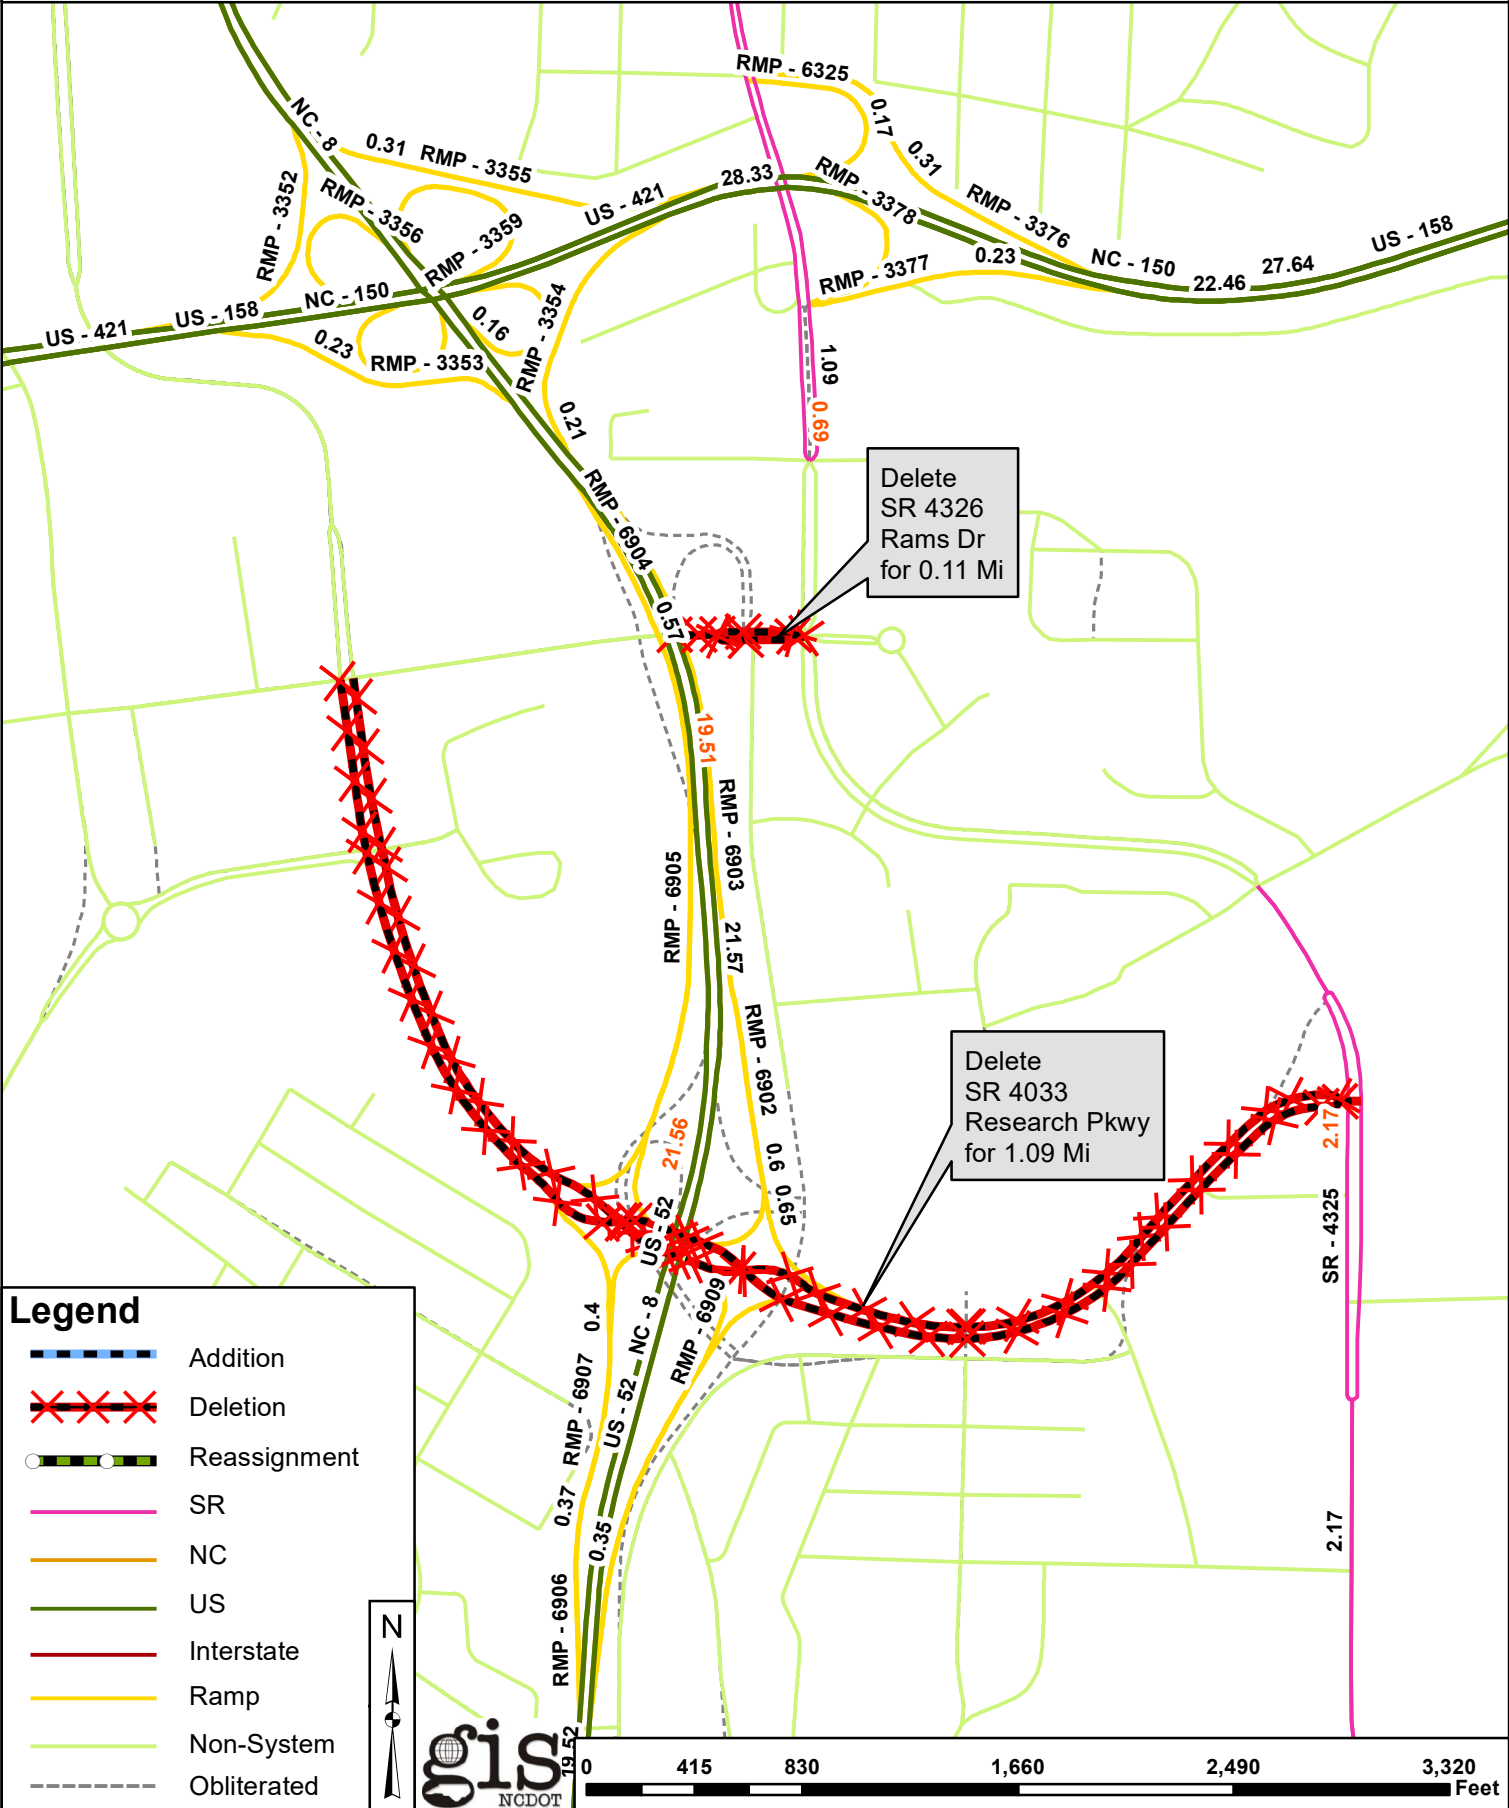 RMP - 6325
0.17
0.31
NC - 8
0.31
RMP - 3355
RMP - 3352
RMP - 3356
RMP - 3359
US - 421
28.33
RMP - 3378
RMP - 3376
0.23
NC - 150
22.46
27.64
US - 158
RMP - 3377
US - 421
US - 158
NC - 150
0.23
RMP - 3353
0.16
RMP - 3354
0.21
1.09
0.69
RMP - 6904
0.57
Delete
SR 4326
Rams Dr
for 0.11 Mi
19.51
RMP - 6903
RMP - 6905
21.57
RMP - 6902
21.56
0.6
0.65
US - 52
Delete
SR 4033
Research Pkwy
for 1.09 Mi
2.17
SR - 4325
2.17
0.4
NC - 8
RMP - 6909
RMP - 6907
US - 52
0.37
0.35
RMP - 6906
19.52
Legend
Addition
Deletion
Reassignment
SR
NC
US
Interstate
Ramp
Non-System
Obliterated
N
gis
NCDOT
0 415 830 1,660 2,490 3,320
Feet